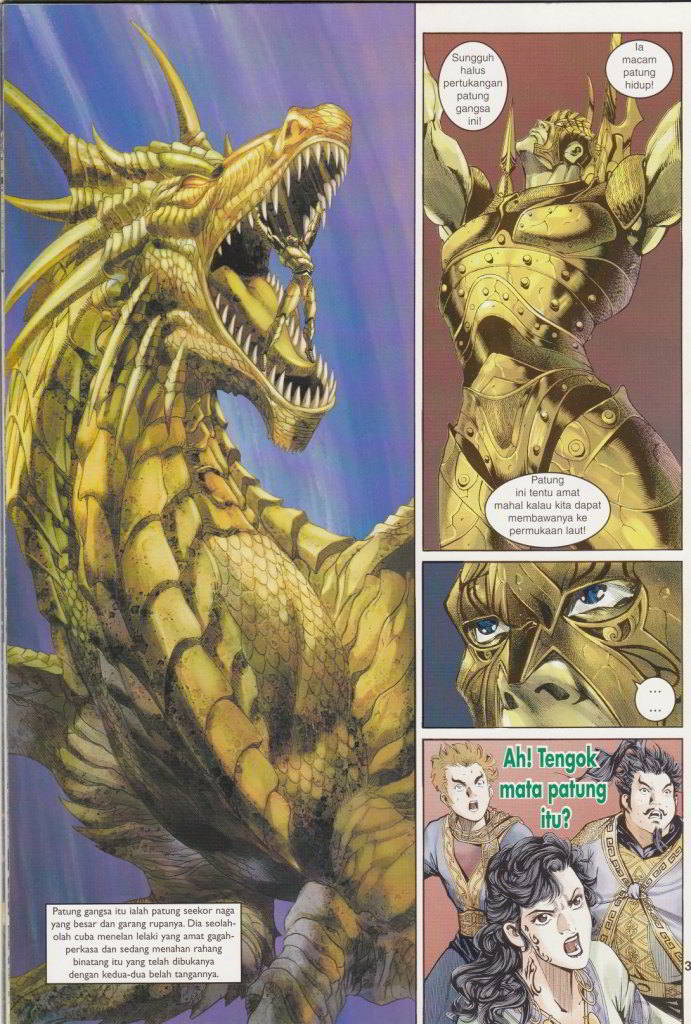 Sungguh
halus
pertukangan
patung
gangsa
ini!
Ia
macam
patung
hidup!
Patung
ini tentu amat
mahal kalau kita dapat
membawanya ke
permukaan laut!
...
...
Ah! Tengok
mata patung
itu?
Patung gangsa itu ialah patung seekor naga
yang besar dan garang rupanya. Dia seolah-
olah cuba menelan lelaki yang amat gagah-
perkasa dan sedang menahan rahang
binatang itu yang telah dibukanya
dengan kedua-dua belah tangannya.
3